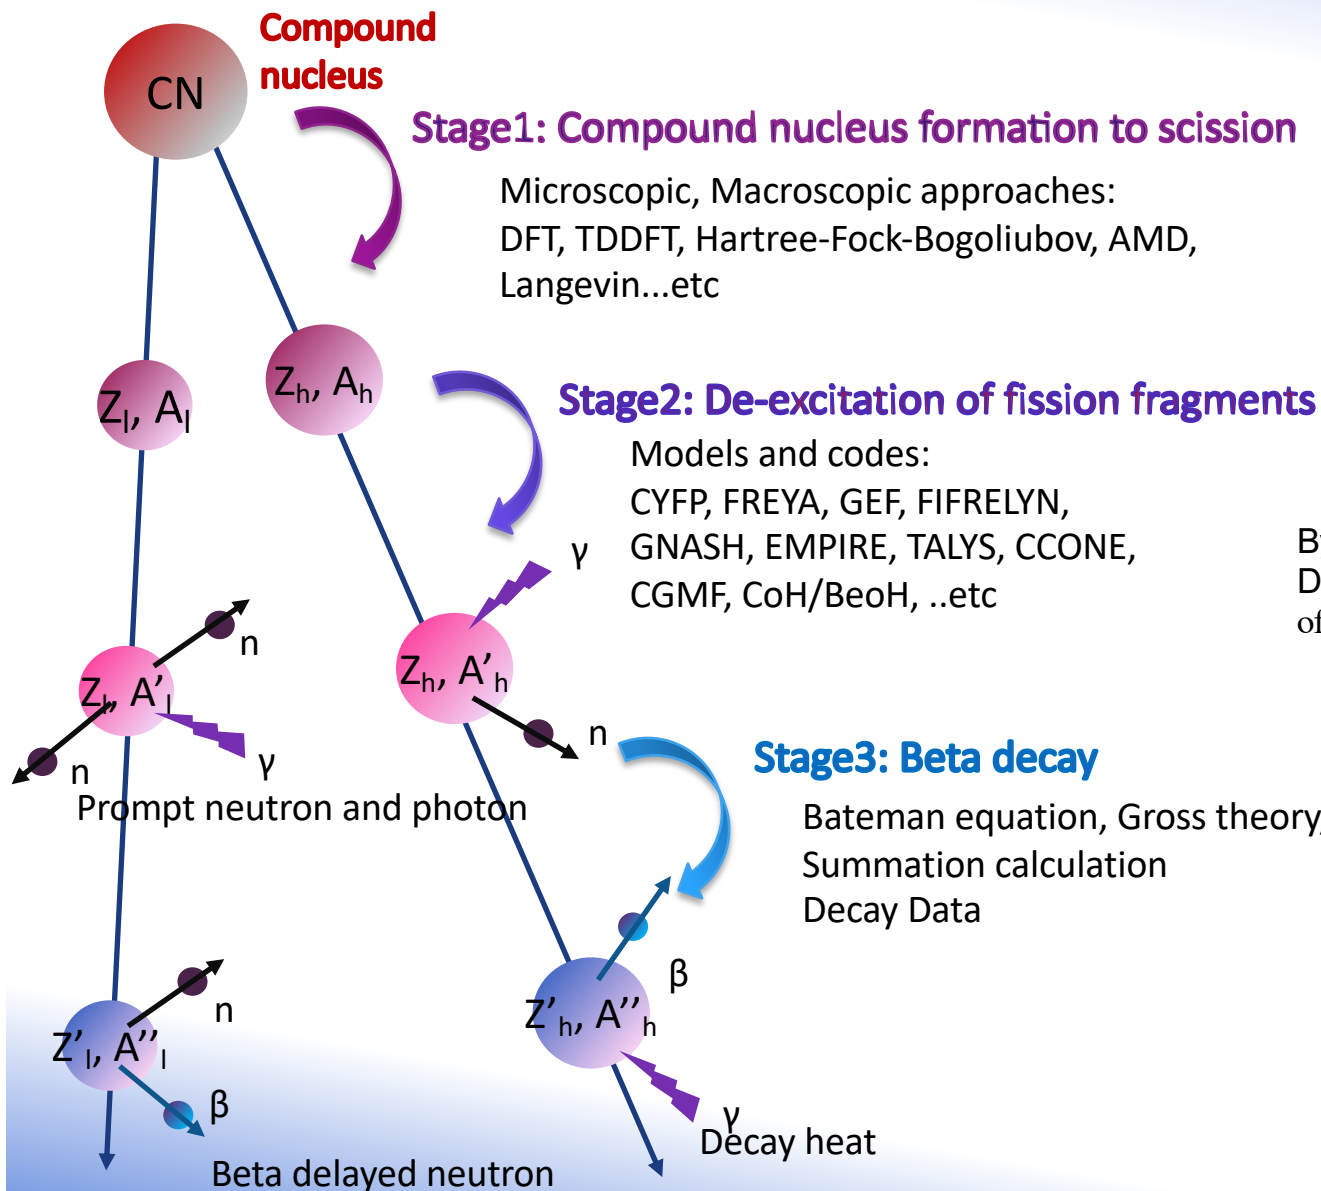 Compound
nucleus
CN
Stage1: Compound nucleus formation to scission
Microscopic, Macroscopic approaches:
DFT, TDDFT, Hartree-Fock-Bogoliubov, AMD,
Langevin...etc
Zₕ, Aₕ
Zₗ, Aₗ
Stage2: De-excitation of fission fragments
Models and codes:
CYFP, FREYA, GEF, FIFRELYN,
GNASH, EMPIRE, TALYS, CCONE,
CGMF, CoH/BeoH, ..etc
γ
n
Zₕ, A'ₕ
Zₗ, A'ₗ
n
n
γ
Prompt neutron and photon
Stage3: Beta decay
Bateman equation, Gross theory,
Summation calculation
Decay Data
β
n
Z'ₕ, A''ₕ
Z'ₗ, A''ₗ
β
γ
Decay heat
Beta delayed neutron